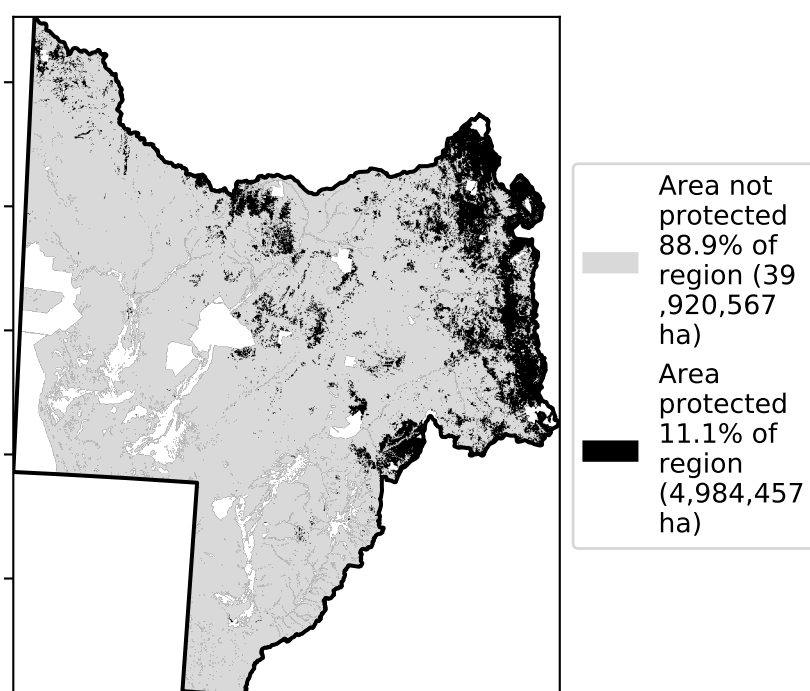 Area not
protected
88.9% of
region (39
,920,567
ha)
Area
protected
11.1% of
region
(4,984,457
ha)